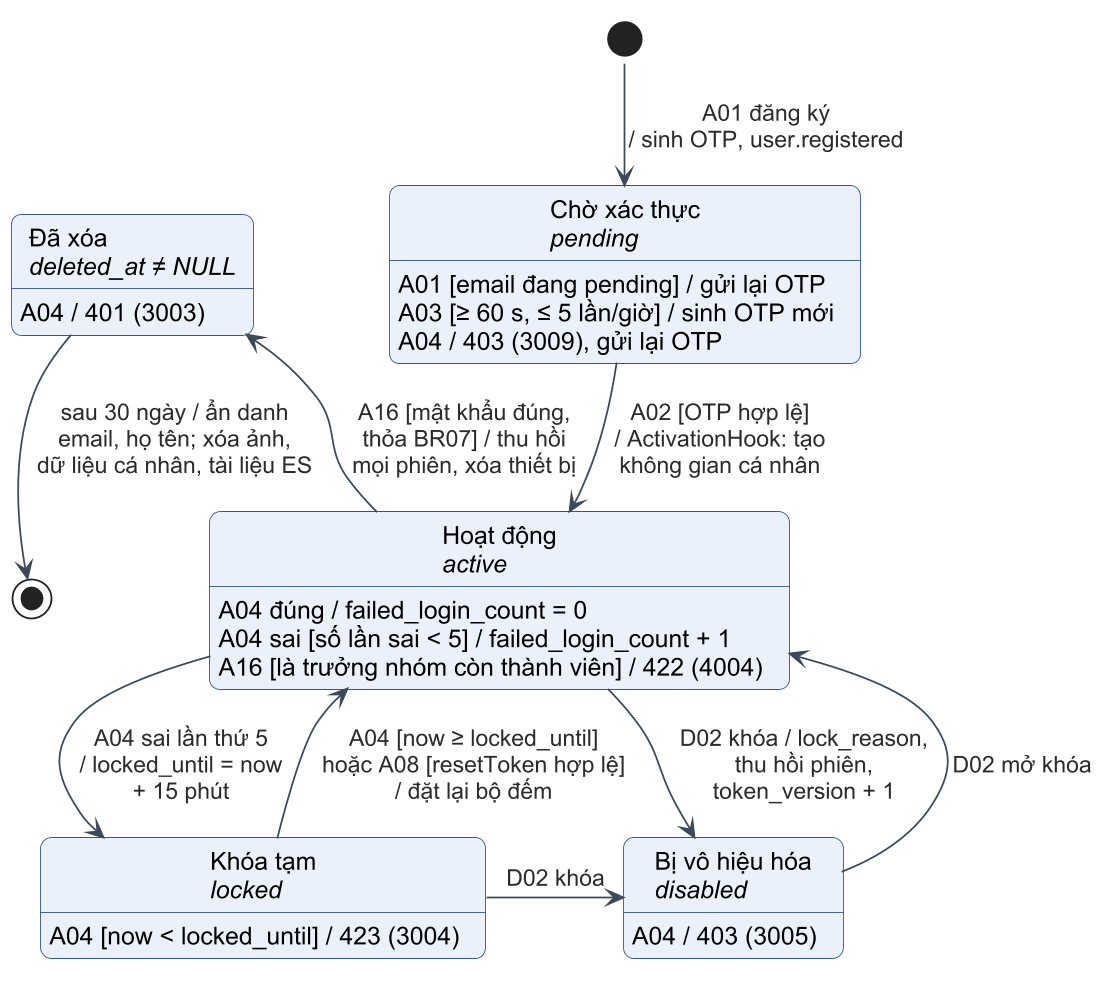 A01 đăng ký
/ sinh OTP, user.registered
Chờ xác thực
pending
A01 [email đang pending] / gửi lại OTP
A03 [≥ 60 s, ≤ 5 lần/giờ] / sinh OTP mới
A04 / 403 (3009), gửi lại OTP
Đã xóa
deleted_at ≠ NULL
A04 / 401 (3003)
sau 30 ngày / ẩn danh
email, họ tên; xóa ảnh,
dữ liệu cá nhân, tài liệu ES
A16 [mật khẩu đúng,
thỏa BR07] / thu hồi
mọi phiên, xóa thiết bị
A02 [OTP hợp lệ]
/ ActivationHook: tạo
không gian cá nhân
Hoạt động
active
A04 đúng / failed_login_count = 0
A04 sai [số lần sai < 5] / failed_login_count + 1
A16 [là trưởng nhóm còn thành viên] / 422 (4004)
A04 sai lần thứ 5
/ locked_until = now
+ 15 phút
A04 [now ≥ locked_until]
hoặc A08 [resetToken hợp lệ]
/ đặt lại bộ đếm
D02 khóa / lock_reason,
thu hồi phiên,
token_version + 1
D02 mở khóa
Khóa tạm
locked
A04 [now < locked_until] / 423 (3004)
D02 khóa
Bị vô hiệu hóa
disabled
A04 / 403 (3005)